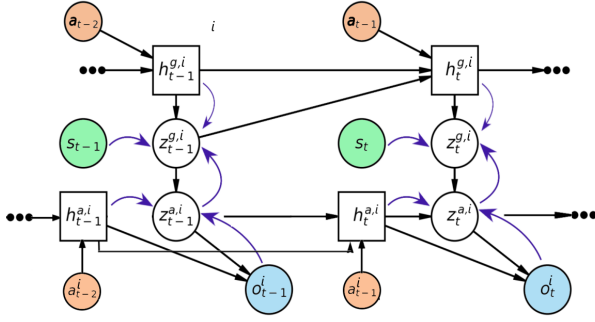 𝒂_{t−2} i 𝒂_{t−1}
h_{t−1}^{g,i} h_t^{g,i}
s_{t−1} z_{t−1}^{g,i} s_t z_t^{g,i}
h_{t−1}^{a,i} z_{t−1}^{a,i} h_t^{a,i} z_t^{a,i}
a_{t−2}^i o_{t−1}^i a_{t−1}^i o_t^i